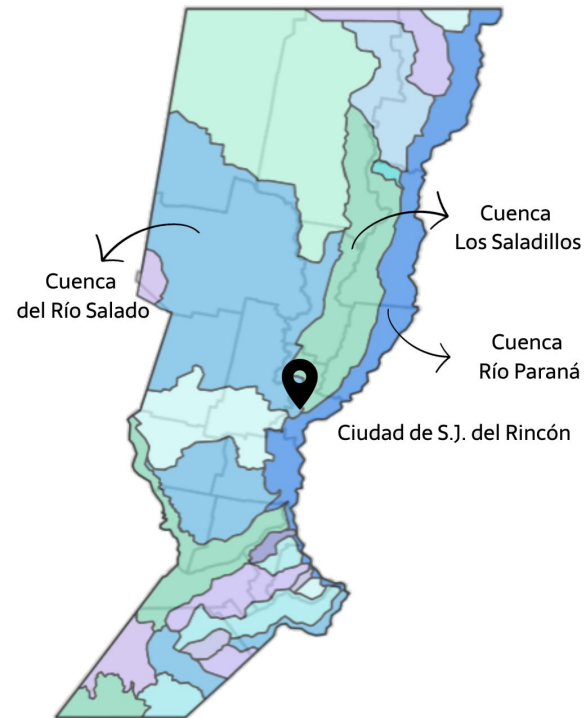 Cuenca
Los Saladillos
Cuenca
del Río Salado
Cuenca
Río Paraná
Ciudad de S.J. del Rincón